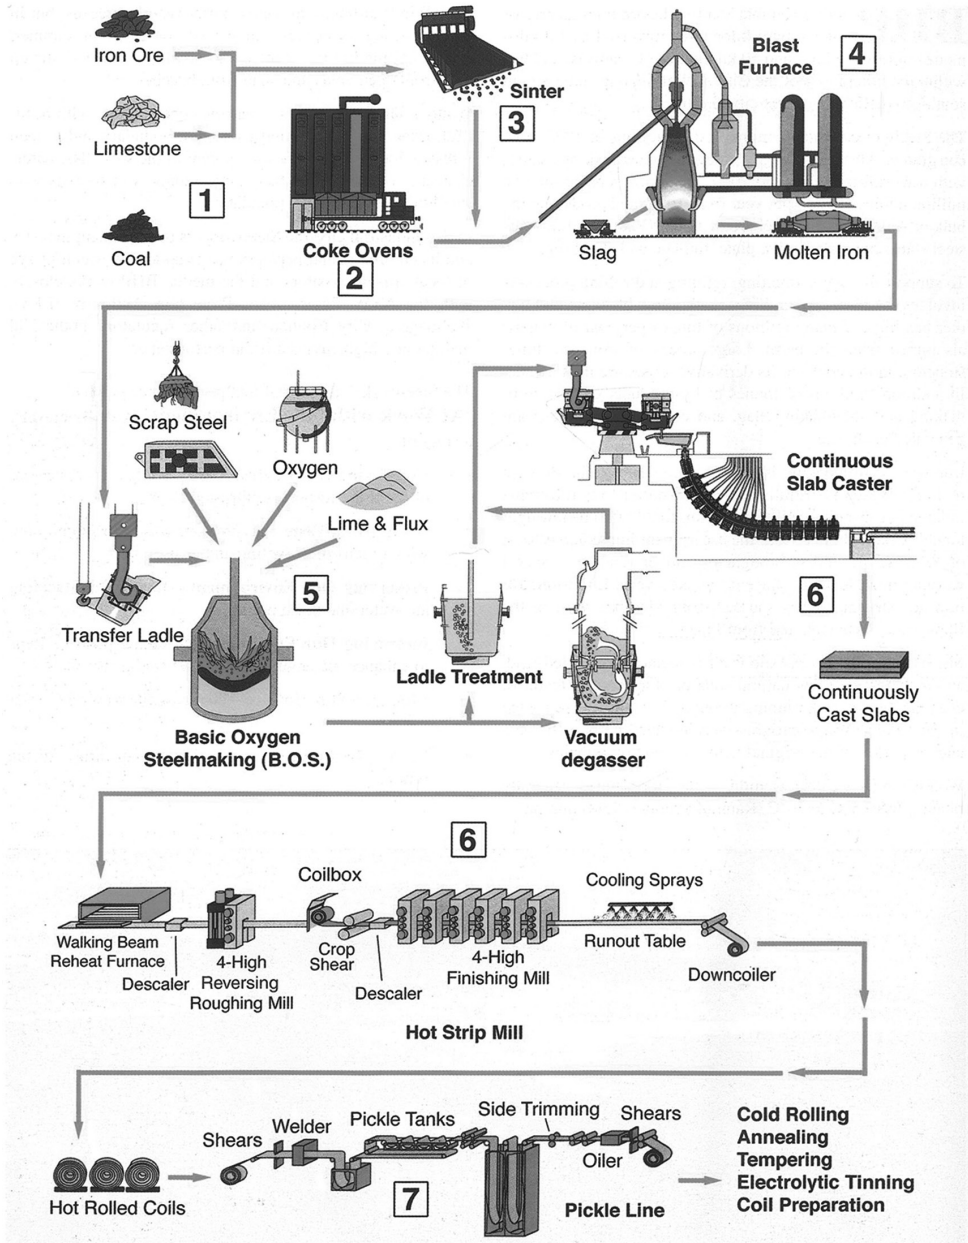 Iron Ore
Limestone
1
Coal
Coke Ovens
2
Sinter
3
Blast
Furnace
4
Slag
Molten Iron
Scrap Steel
Oxygen
Lime & Flux
Transfer Ladle
5
Basic Oxygen
Steelmaking (B.O.S.)
Ladle Treatment
Vacuum
degasser
Continuous
Slab Caster
6
Continuously
Cast Slabs
6
Walking Beam
Reheat Furnace
Descaler
4-High
Reversing
Roughing Mill
Coilbox
Crop
Shear
Descaler
4-High
Finishing Mill
Cooling Sprays
Runout Table
Downcoiler
Hot Strip Mill
Hot Rolled Coils
Shears
Welder
Pickle Tanks
7
Side Trimming
Oiler
Shears
Pickle Line
Cold Rolling
Annealing
Tempering
Electrolytic Tinning
Coil Preparation